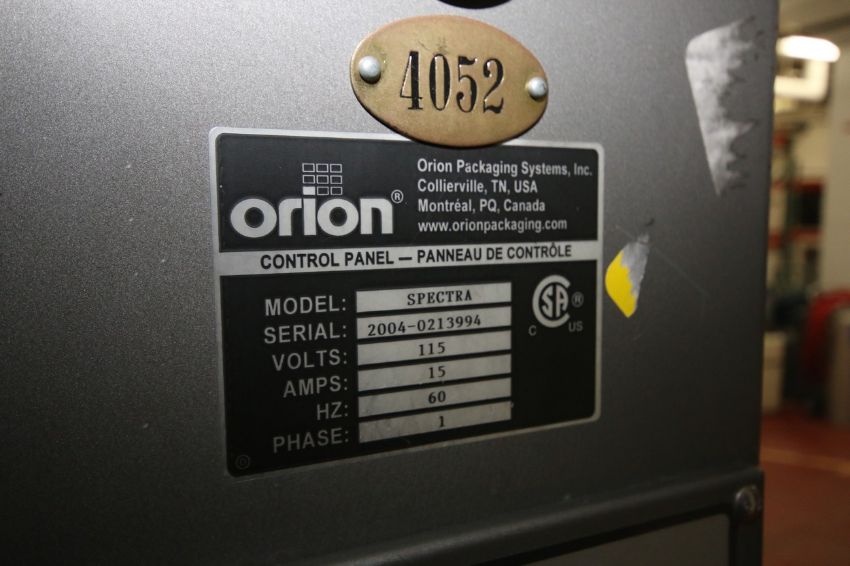 4052
orion®
Orion Packaging Systems, Inc.
Collierville, TN, USA
Montréal, PQ, Canada
www.orionpackaging.com
CONTROL PANEL — PANNEAU DE CONTRÔLE
MODEL: SPECTRA
SERIAL: 2004-0213994
VOLTS: 115
AMPS: 15
HZ: 60
PHASE: 1
CSA ®
C US